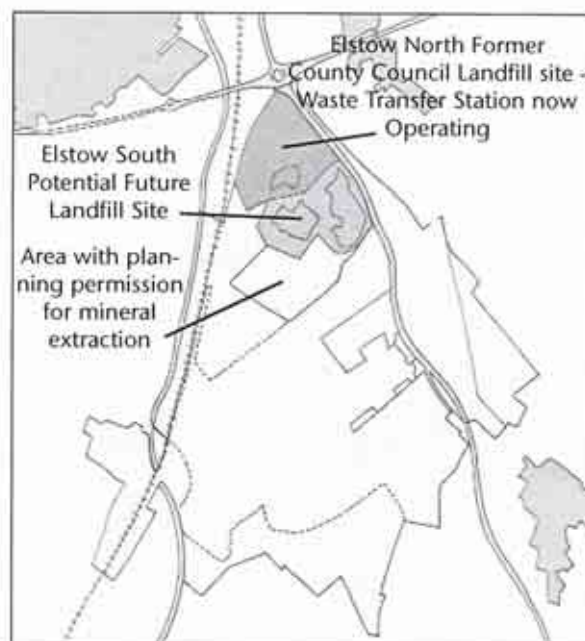 Elstow North Former
County Council Landfill site -
Waste Transfer Station now
Operating
Elstow South
Potential Future
Landfill Site
Area with plan-
ning permission
for mineral
extraction